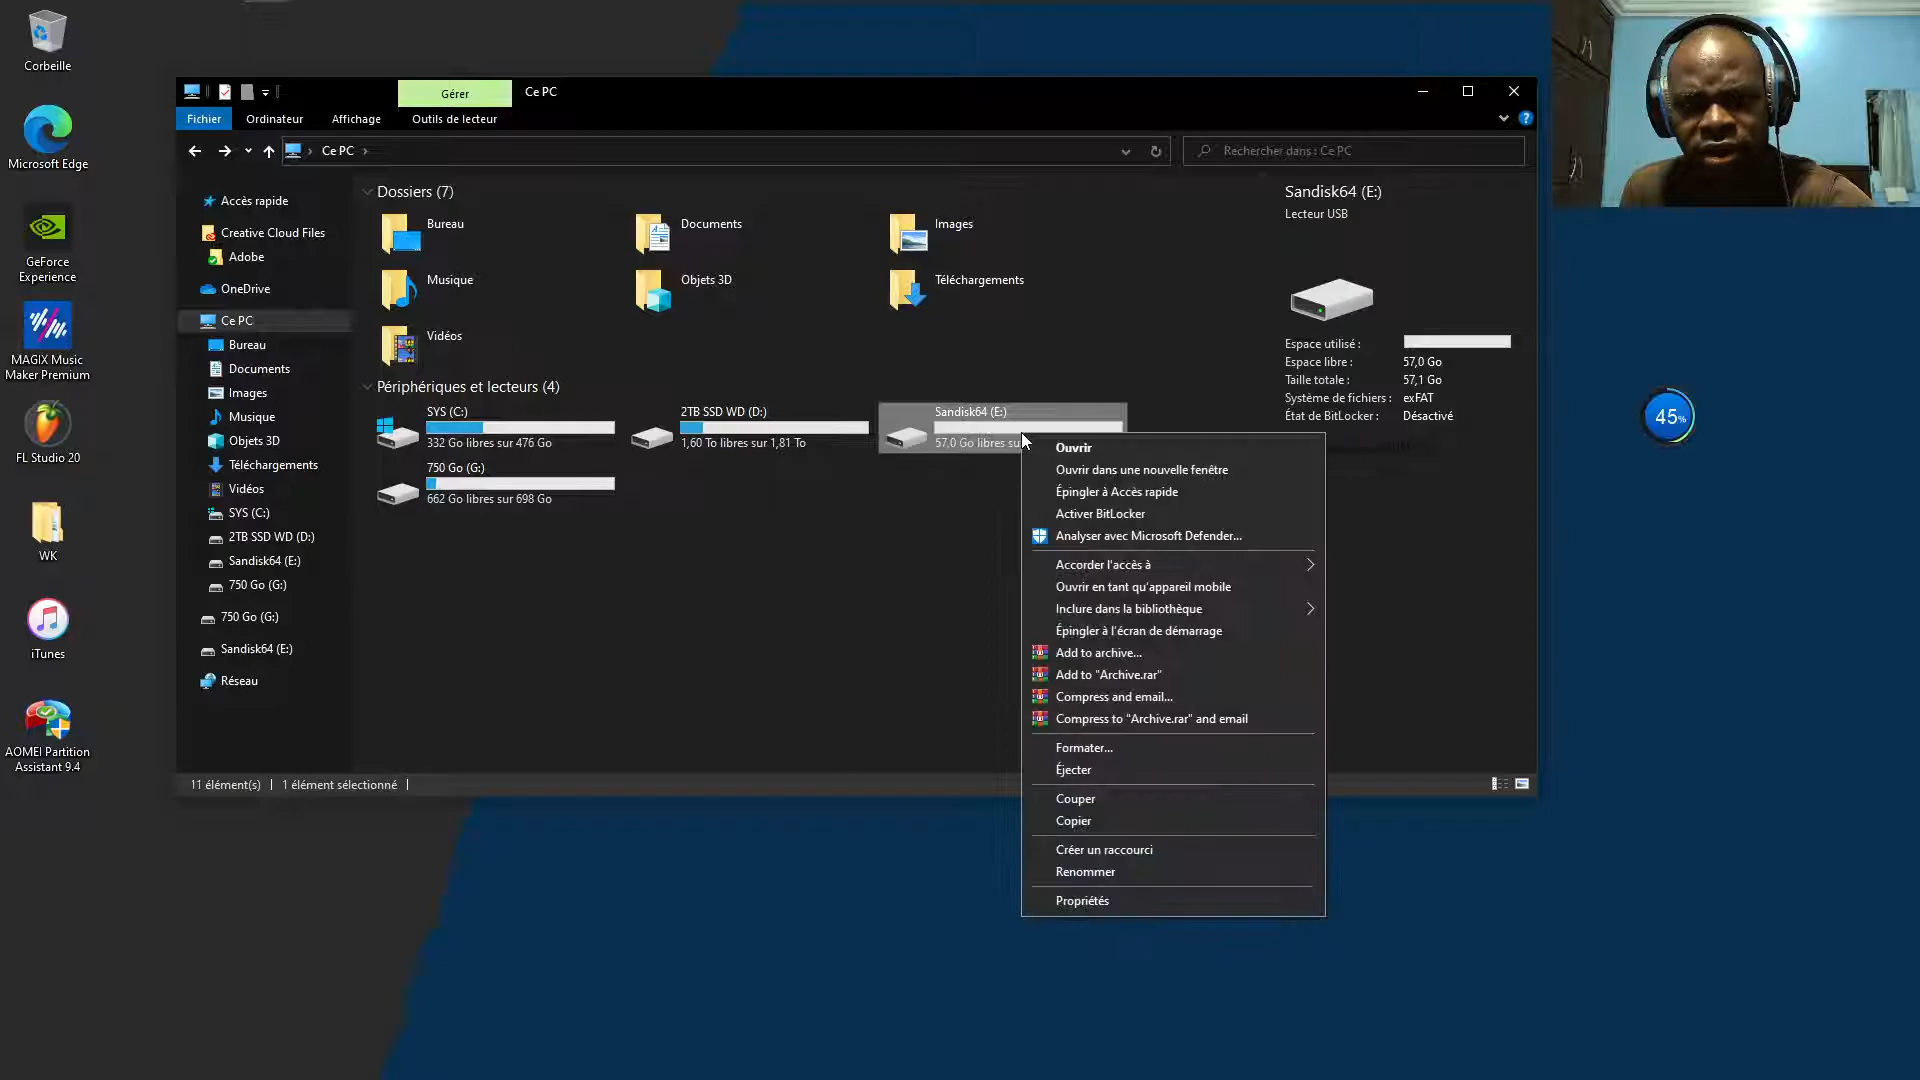 Corbeille
Microsoft Edge
GeForce
Experience
MAGIX Music
Maker Premium
FL Studio 20
WK
iTunes
AOMEI Partition
Assistant 9.4
Gérer
Ce PC
Fichier
Ordinateur
Affichage
Outils de lecteur
Ce PC
Rechercher dans : Ce PC
Accès rapide
Creative Cloud Files
Adobe
OneDrive
Ce PC
Bureau
Documents
Images
Musique
Objets 3D
Téléchargements
Vidéos
SYS (C:)
2TB SSD WD (D:)
Sandisk64 (E:)
750 Go (G:)
750 Go (G:)
Sandisk64 (E:)
Réseau
Dossiers (7)
Bureau
Documents
Images
Musique
Objets 3D
Téléchargements
Vidéos
Périphériques et lecteurs (4)
SYS (C:)
332 Go libres sur 476 Go
2TB SSD WD (D:)
1,60 To libres sur 1,81 To
Sandisk64 (E:)
57,0 Go libres su
750 Go (G:)
662 Go libres sur 698 Go
Ouvrir
Ouvrir dans une nouvelle fenêtre
Épingler à Accès rapide
Activer BitLocker
Analyser avec Microsoft Defender...
Accorder l'accès à
Ouvrir en tant qu'appareil mobile
Inclure dans la bibliothèque
Épingler à l'écran de démarrage
Add to archive...
Add to "Archive.rar"
Compress and email...
Compress to "Archive.rar" and email
Formater...
Éjecter
Couper
Copier
Créer un raccourci
Renommer
Propriétés
Sandisk64 (E:)
Lecteur USB
Espace utilisé :
Espace libre : 57,0 Go
Taille totale : 57,1 Go
Système de fichiers : exFAT
État de BitLocker : Désactivé
45%
11 élément(s)
1 élément sélectionné